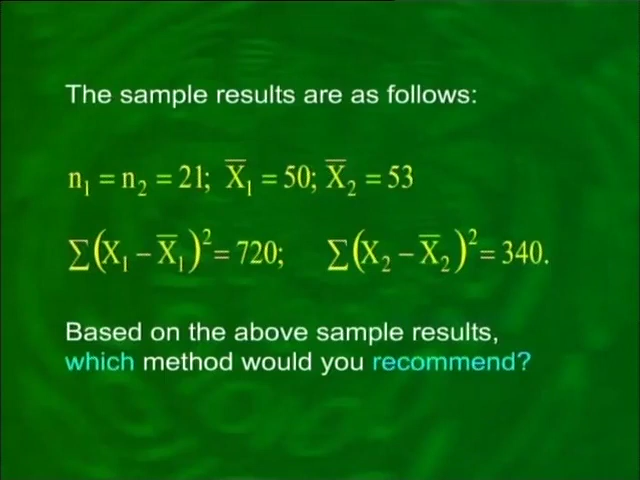 The sample results are as follows:
n₁ = n₂ = 21; X̅₁ = 50; X̅₂ = 53
∑(X₁ − X̅₁)² = 720; ∑(X₂ − X̅₂)² = 340.
Based on the above sample results,
which method would you recommend?